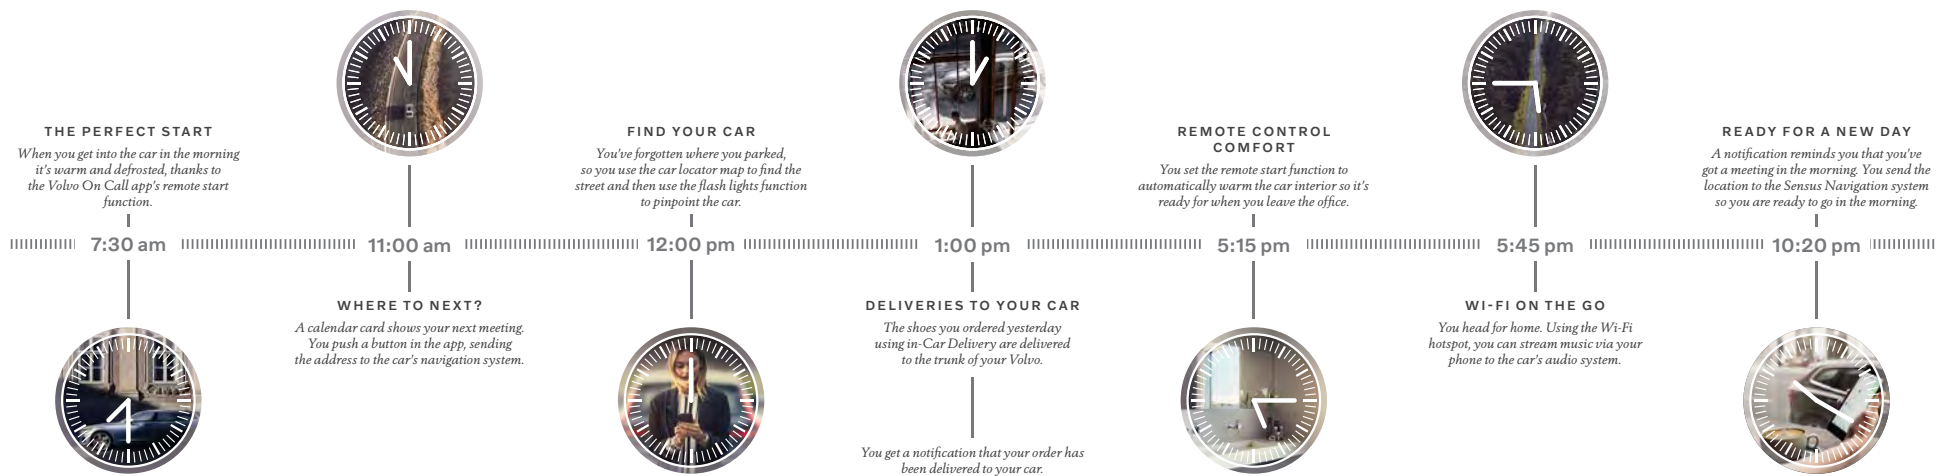 THE PERFECT START
When you get into the car in the morning
it's warm and defrosted, thanks to
the Volvo On Call app's remote start
function.
7:30 am
11:00 am
WHERE TO NEXT?
A calendar card shows your next meeting.
You push a button in the app, sending
the address to the car's navigation system.
FIND YOUR CAR
You've forgotten where you parked,
so you use the car locator map to find the
street and then use the flash lights function
to pinpoint the car.
12:00 pm
1:00 pm
DELIVERIES TO YOUR CAR
The shoes you ordered yesterday
using in-Car Delivery are delivered
to the trunk of your Volvo.
You get a notification that your order has
been delivered to your car.
REMOTE CONTROL
COMFORT
You set the remote start function to
automatically warm the car interior so it's
ready for when you leave the office.
5:15 pm
5:45 pm
WI-FI ON THE GO
You head for home. Using the Wi-Fi
hotspot, you can stream music via your
phone to the car's audio system.
READY FOR A NEW DAY
A notification reminds you that you've
got a meeting in the morning. You send the
location to the Sensus Navigation system
so you are ready to go in the morning.
10:20 pm